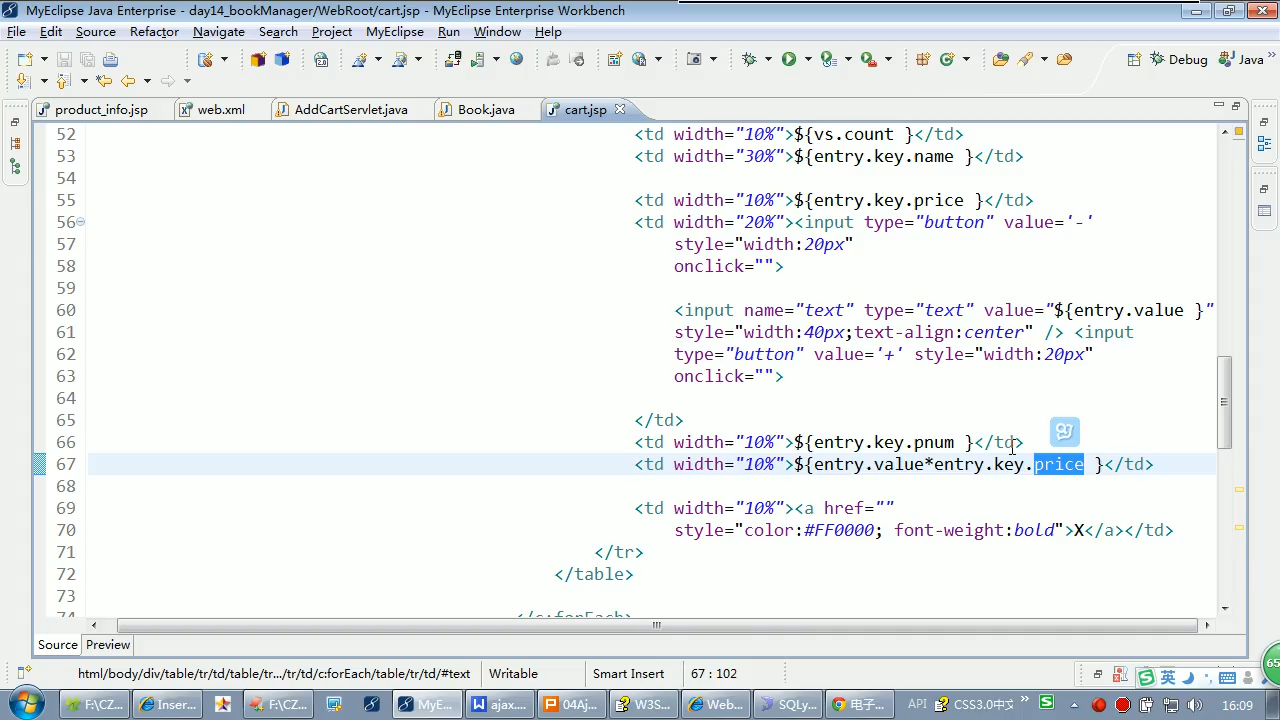 MyEclipse Java Enterprise - day14_bookManager/WebRoot/cart.jsp - MyEclipse Enterprise Workbench
File Edit Source Refactor Navigate Search Project MyEclipse Run Window Help
Debug Java
product_info.jsp web.xml AddCartServlet.java Book.java cart.jsp
52 <td width="10%">${vs.count }</td>
53 <td width="30%">${entry.key.name }</td>
54
55 <td width="10%">${entry.key.price }</td>
56 <td width="20%"><input type="button" value='-'
57 style="width:20px"
58 onclick="">
59
60 <input name="text" type="text" value="${entry.value }"
61 style="width:40px;text-align:center" /> <input
62 type="button" value='+' style="width:20px"
63 onclick="">
64
65 </td>
66 <td width="10%">${entry.key.pnum }</td>
67 <td width="10%">${entry.value*entry.key.price }</td>
68
69 <td width="10%"><a href=""
70 style="color:#FF0000; font-weight:bold">X</a></td>
71 </tr>
72 </table>
73
74 </c:forEach>
Source Preview
html/body/div/table/tr/td/table/tr.../tr/td/c:forEach/table/tr/td/#text Writable Smart Insert 67 : 102
英
65
F:\CZ... Inser... F:\CZ... MyE... ajax.... 04Aj... W3S... Web... SQLy... 电子... API CSS3.0中文 16:09